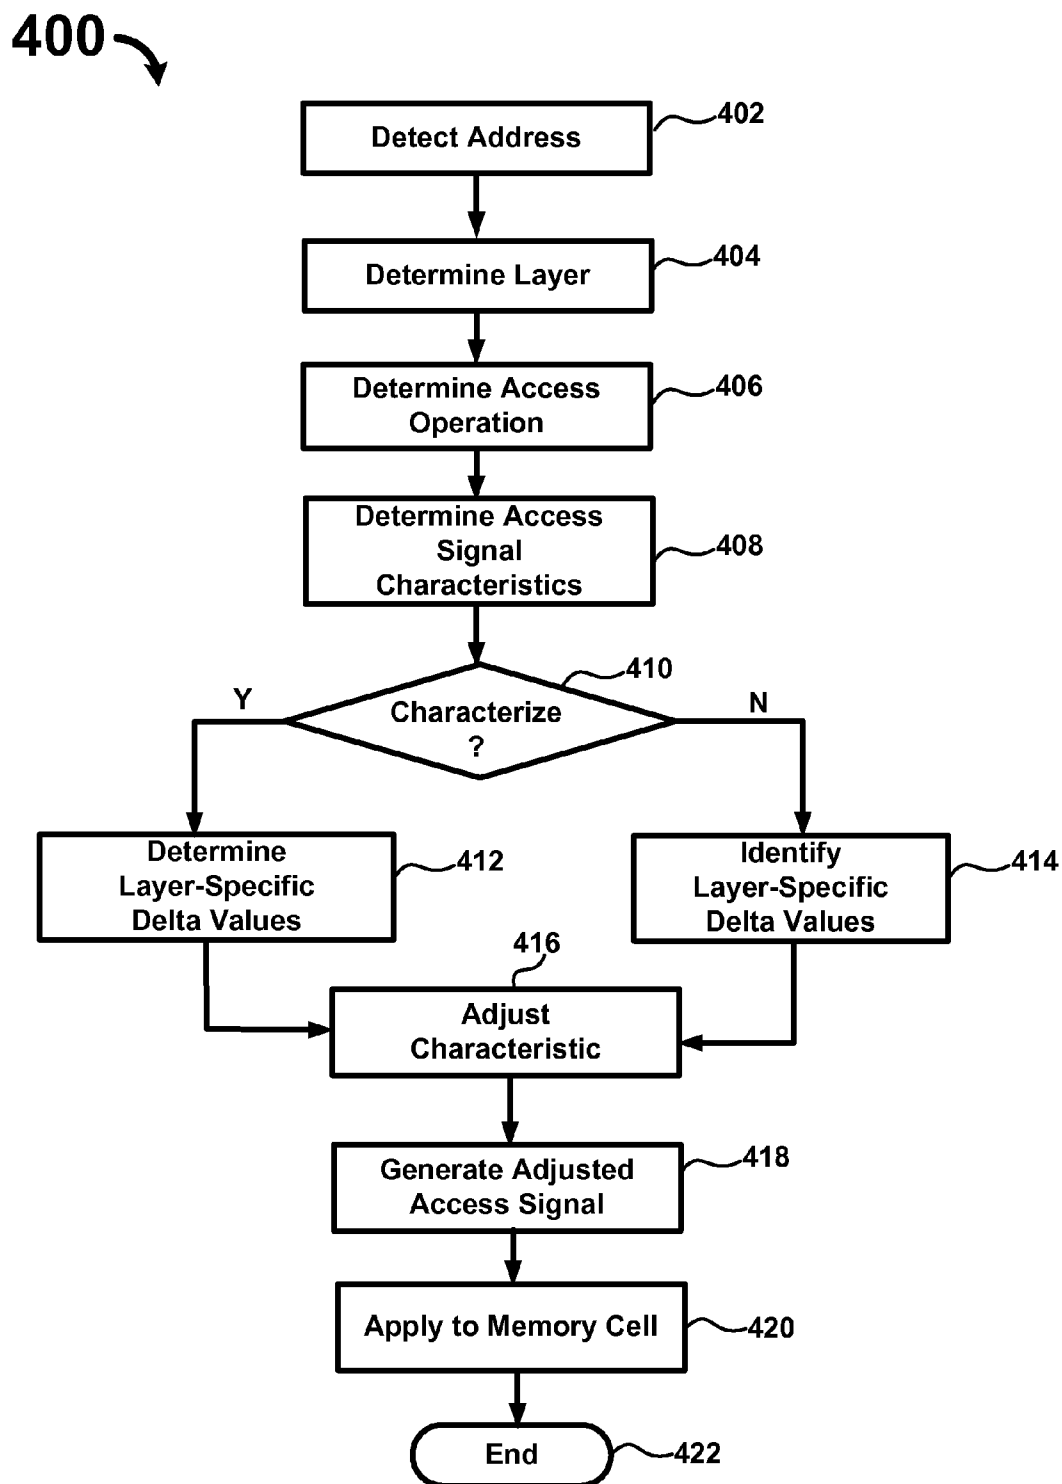 400
Detect Address
402
Determine Layer
404
Determine Access
Operation
406
Determine Access
Signal
Characteristics
408
410
Characterize
?
Y
N
Determine
Layer-Specific
Delta Values
412
Identify
Layer-Specific
Delta Values
414
416
Adjust
Characteristic
Generate Adjusted
Access Signal
418
Apply to Memory Cell
420
End
422